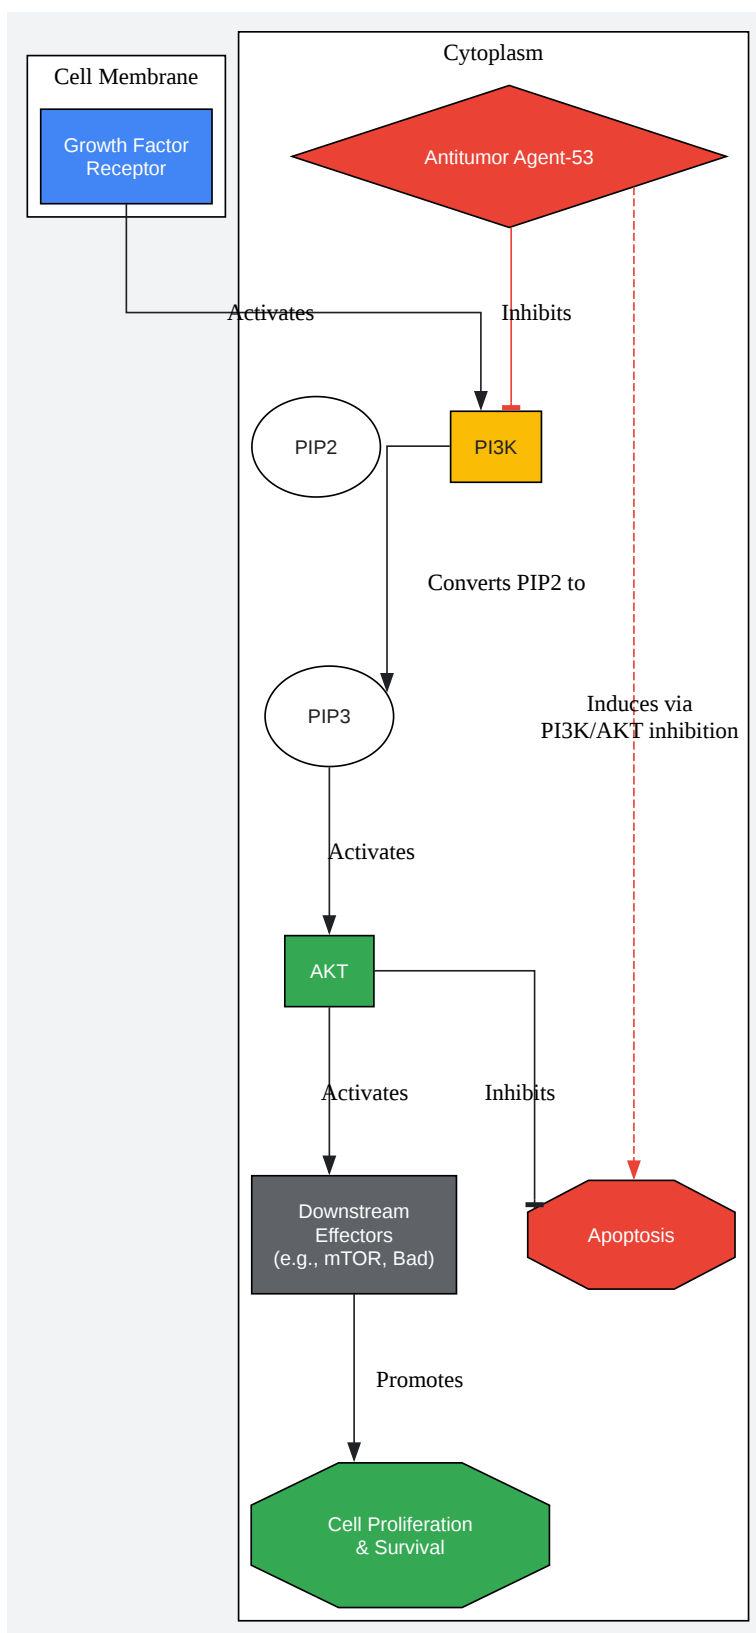 Cytoplasm
Cell Membrane
Growth Factor
Receptor
Antitumor Agent-53
Activates
Inhibits
PIP2
PI3K
Converts PIP2 to
Induces via
PI3K/AKT inhibition
PIP3
Activates
AKT
Activates
Inhibits
Downstream
Effectors
(e.g., mTOR, Bad)
Apoptosis
Promotes
Cell Proliferation
& Survival